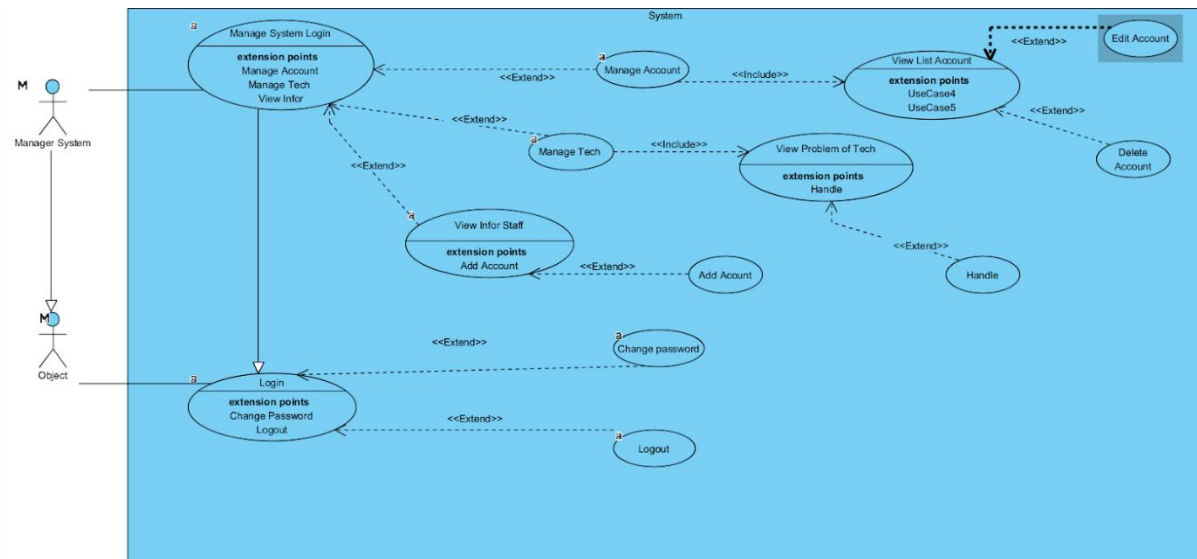 System
a
Manage System Login
extension points
Manage Account
Manage Tech
View Infor
M
Manager System
<<Extend>>
a
Manage Account
<<Include>>
View List Account
extension points
UseCase4
UseCase5
<<Extend>>
Edit Account
<<Extend>>
Delete
Account
<<Extend>>
a
Manage Tech
<<Include>>
View Problem of Tech
extension points
Handle
<<Extend>>
a
View Infor Staff
extension points
Add Account
<<Extend>>
Add Acount
<<Extend>>
Handle
M
Object
a
Login
extension points
Change Password
Logout
<<Extend>>
a
Change password
<<Extend>>
a
Logout